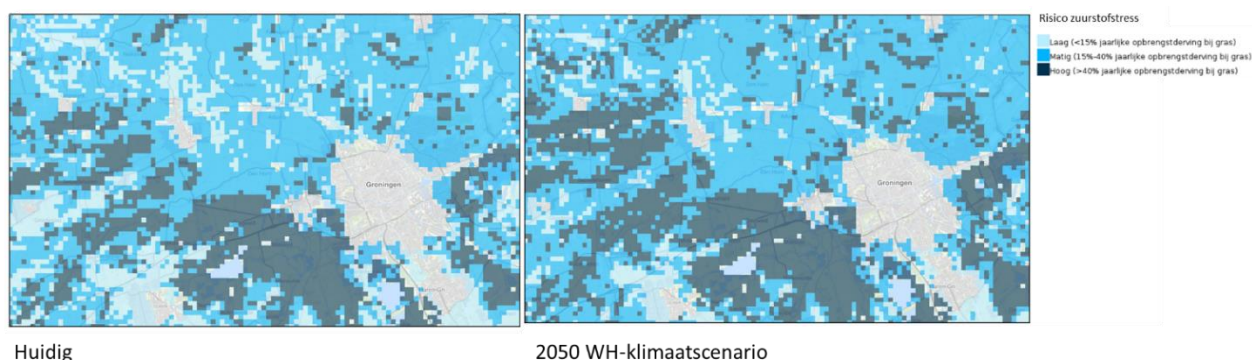 Risico zuurstofstress
Laag (<15% jaarlijke opbrengstderving bij gras)
Matig (15%-40% jaarlijke opbrengstderving bij gras)
Hoog (>40% jaarlijke opbrengstderving bij gras)
Groningen
Groningen
Huidig
2050 WH-klimaatscenario